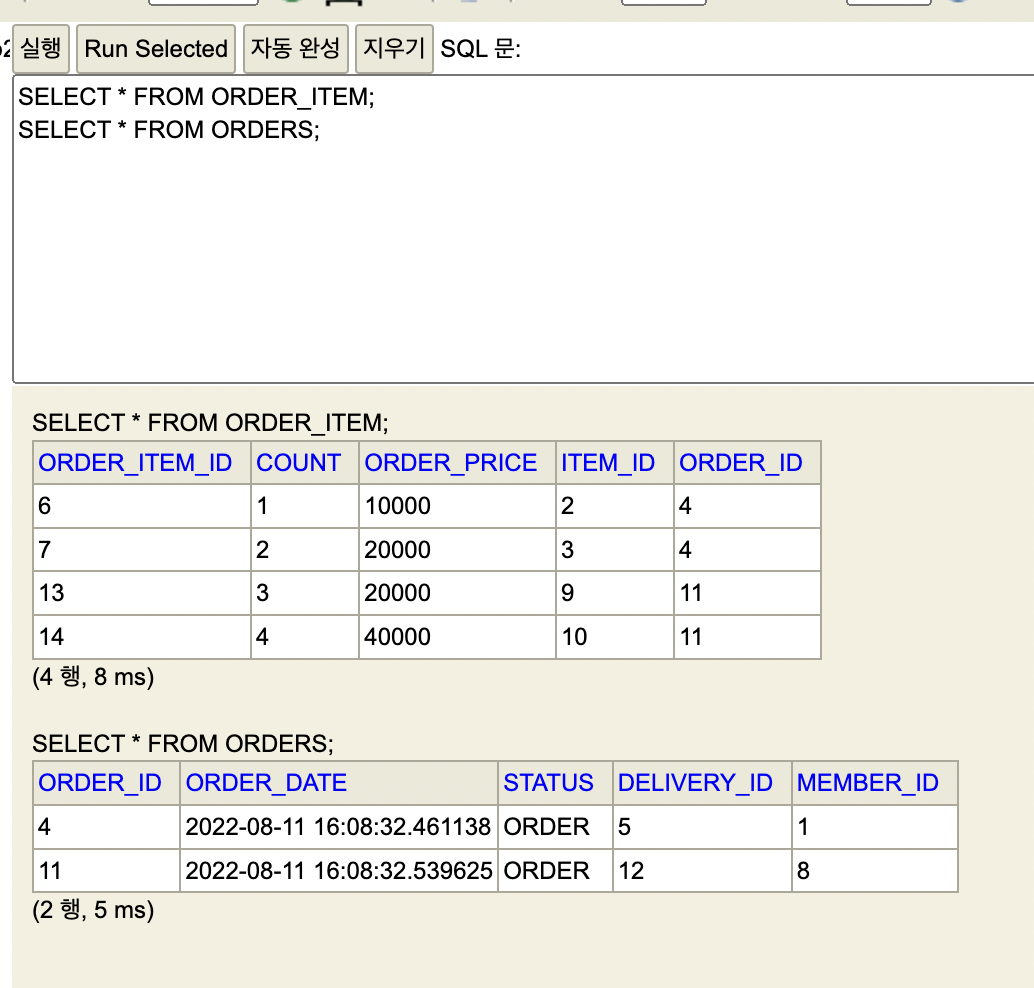 실행 Run Selected 자동 완성 지우기 SQL 문:
SELECT * FROM ORDER_ITEM;
SELECT * FROM ORDERS;
SELECT * FROM ORDER_ITEM;
ORDER_ITEM_ID COUNT ORDER_PRICE ITEM_ID ORDER_ID
6 1 10000 2 4
7 2 20000 3 4
13 3 20000 9 11
14 4 40000 10 11
(4 행, 8 ms)
SELECT * FROM ORDERS;
ORDER_ID ORDER_DATE STATUS DELIVERY_ID MEMBER_ID
4 2022-08-11 16:08:32.461138 ORDER 5 1
11 2022-08-11 16:08:32.539625 ORDER 12 8
(2 행, 5 ms)